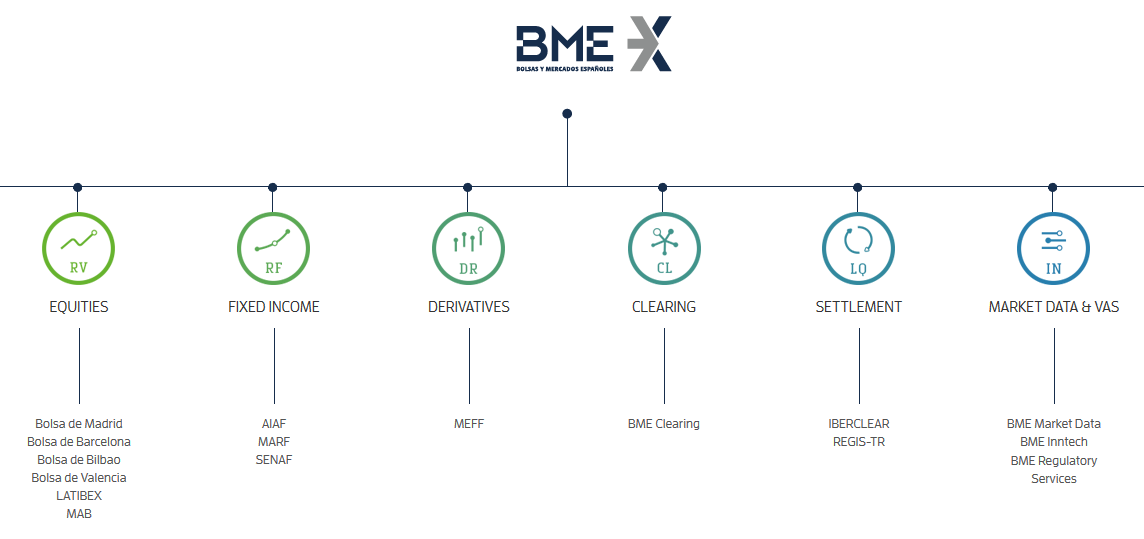 BME X
BOLSAS Y MERCADOS ESPAÑOLES
RV
RF
DR
CL
LQ
IN
EQUITIES
FIXED INCOME
DERIVATIVES
CLEARING
SETTLEMENT
MARKET DATA & VAS
Bolsa de Madrid
Bolsa de Barcelona
Bolsa de Bilbao
Bolsa de Valencia
LATIBEX
MAB
AIAF
MARF
SENAF
MEFF
BME Clearing
IBERCLEAR
REGIS-TR
BME Market Data
BME Inntech
BME Regulatory
Services